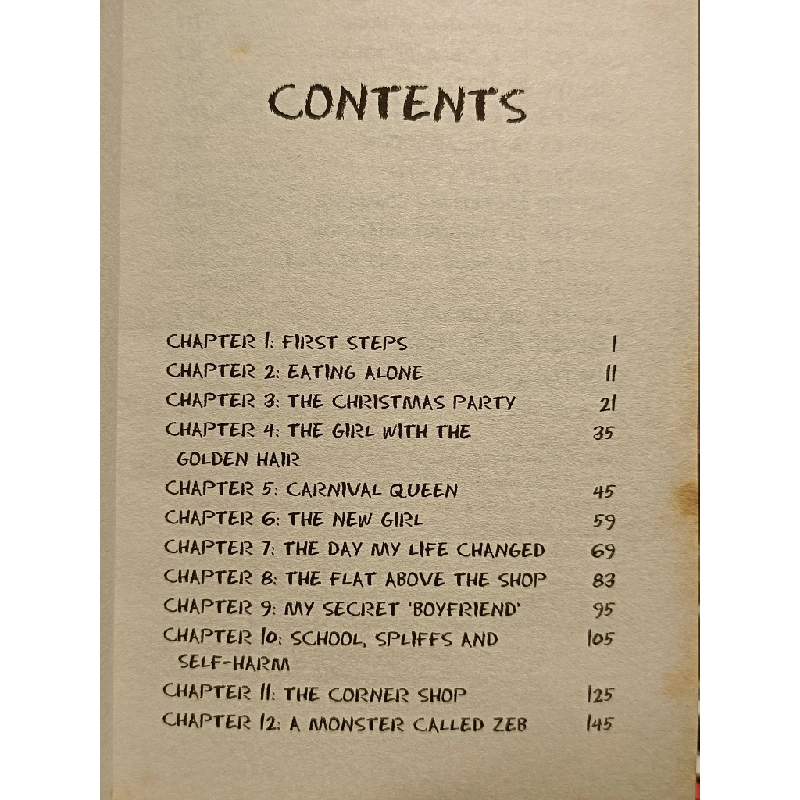 CONTENTS
CHAPTER 1: FIRST STEPS 1
CHAPTER 2: EATING ALONE 11
CHAPTER 3: THE CHRISTMAS PARTY 21
CHAPTER 4: THE GIRL WITH THE 35
GOLDEN HAIR
CHAPTER 5: CARNIVAL QUEEN 45
CHAPTER 6: THE NEW GIRL 59
CHAPTER 7: THE DAY MY LIFE CHANGED 69
CHAPTER 8: THE FLAT ABOVE THE SHOP 83
CHAPTER 9: MY SECRET 'BOYFRIEND' 95
CHAPTER 10: SCHOOL, SPLIFFS AND 105
SELF-HARM
CHAPTER 11: THE CORNER SHOP 125
CHAPTER 12: A MONSTER CALLED ZEB 145